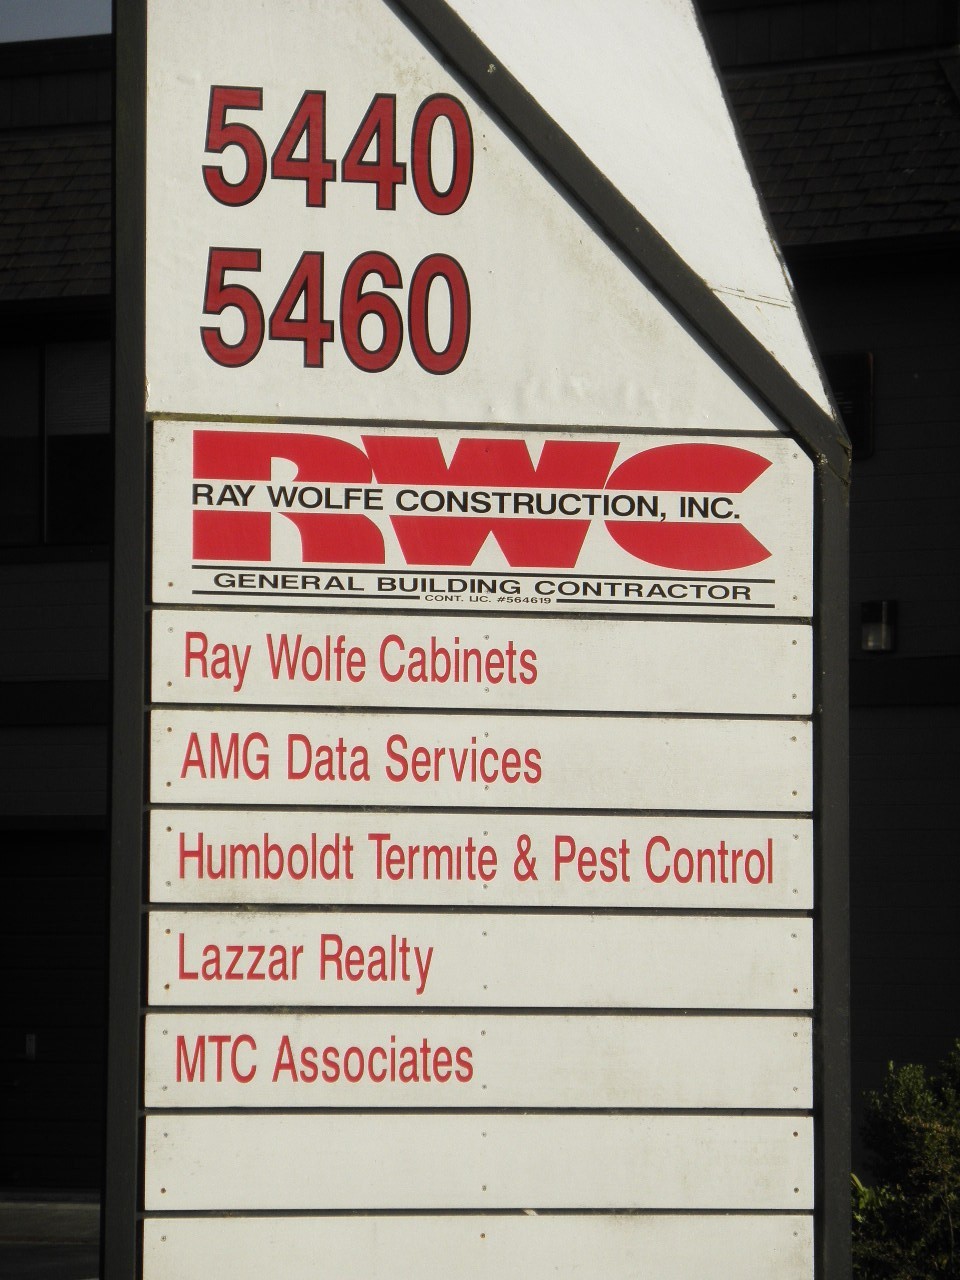 5440
5460
RWC
RAY WOLFE CONSTRUCTION, INC.
GENERAL BUILDING CONTRACTOR
CONT. LIC. #564619
Ray Wolfe Cabinets
AMG Data Services
Humboldt Termite & Pest Control
Lazzar Realty
MTC Associates